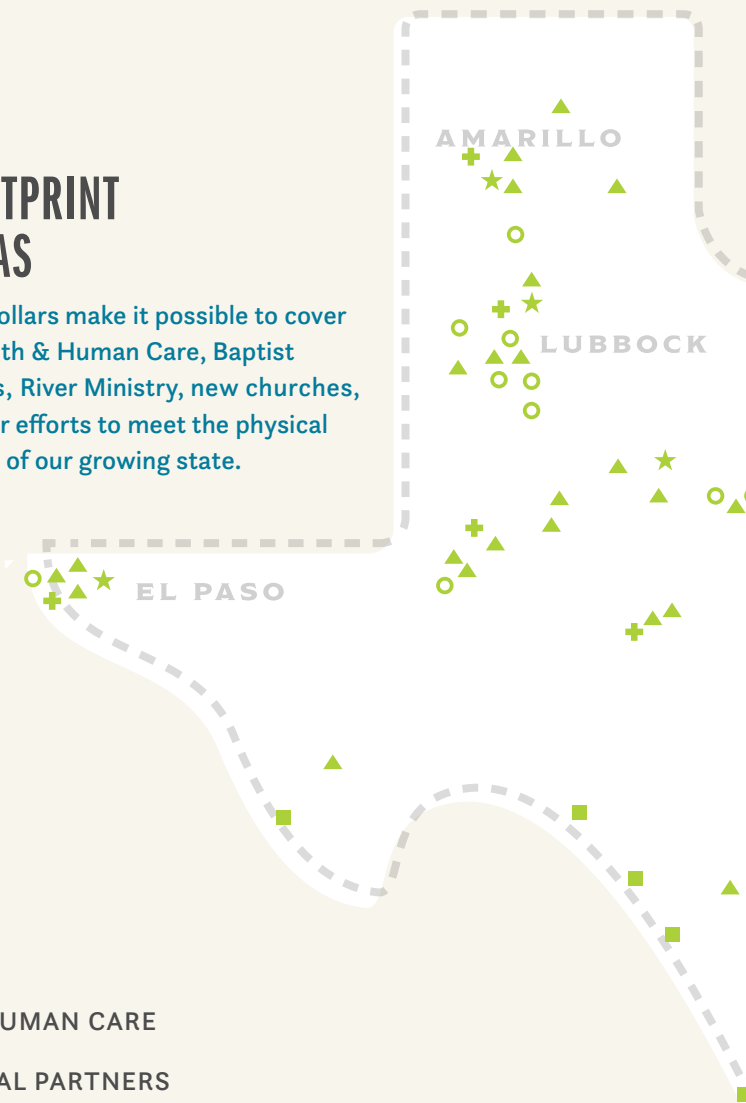 AMARILLO
TPRINT
AS
ollars make it possible to cover
th & Human Care, Baptist
s, River Ministry, new churches,
r efforts to meet the physical
of our growing state.
LUBBOCK
EL PASO
UMAN CARE
AL PARTNERS